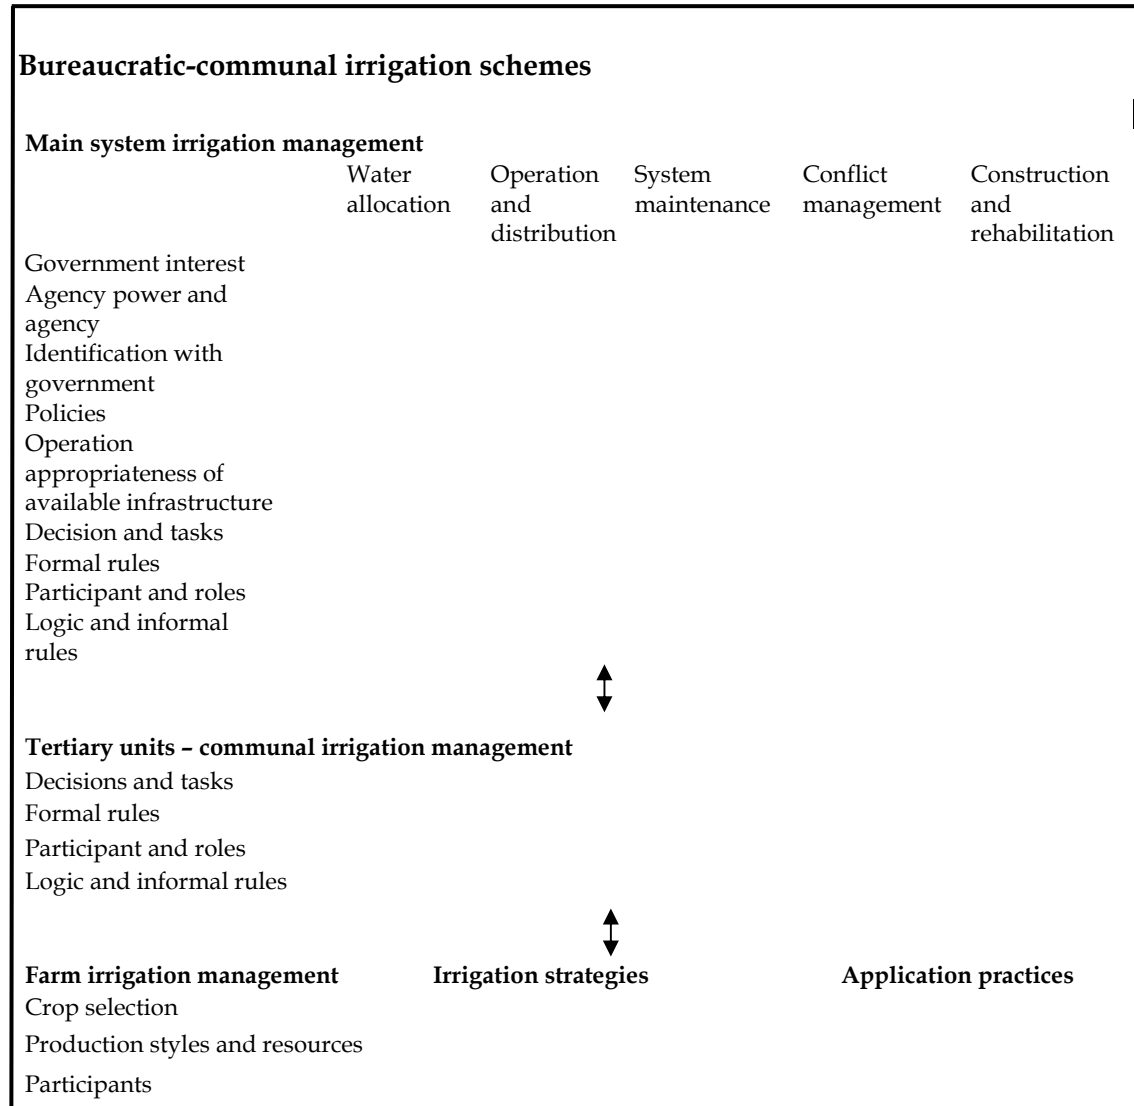 Bureaucratic-communal irrigation schemes
Main system irrigation management
Water Operation System Conflict Construction
allocation and maintenance management and
distribution rehabilitation
Government interest
Agency power and
agency
Identification with
government
Policies
Operation
appropriateness of
available infrastructure
Decision and tasks
Formal rules
Participant and roles
Logic and informal
rules
Tertiary units – communal irrigation management
Decisions and tasks
Formal rules
Participant and roles
Logic and informal rules
Farm irrigation management Irrigation strategies Application practices
Crop selection
Production styles and resources
Participants